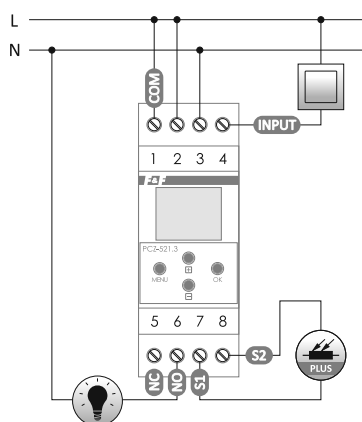 L
N
COM
INPUT
1 2 3 4
F&F
PCZ-521.3
MENU
OK
5 6 7 8
S2
NC
NO
S1
PLUS